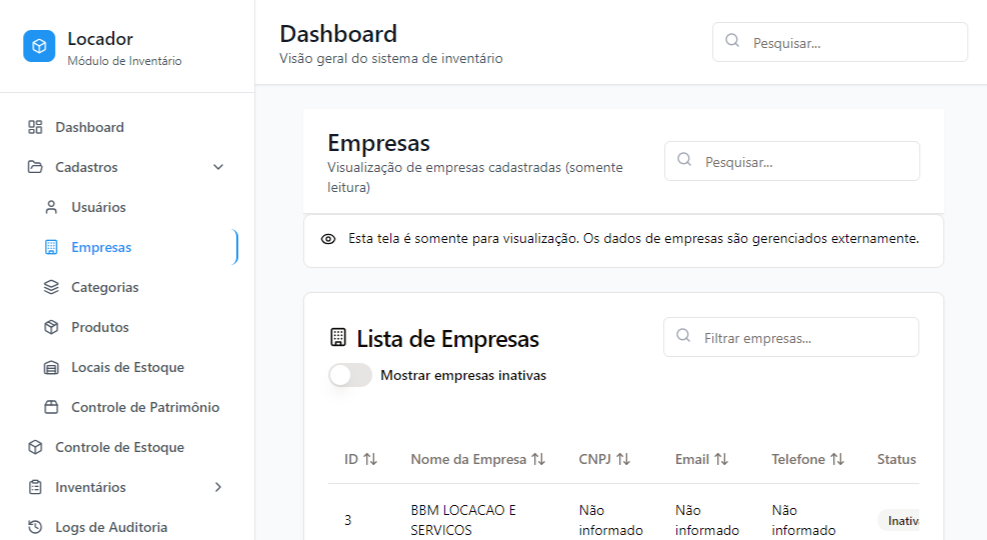 Locador
Módulo de Inventário
Dashboard
Cadastros
Usuários
Empresas
Categorias
Produtos
Locais de Estoque
Controle de Patrimônio
Controle de Estoque
Inventários
Logs de Auditoria
Dashboard
Visão geral do sistema de inventário
Pesquisar...
Empresas
Visualização de empresas cadastradas (somente
leitura)
Pesquisar...
Esta tela é somente para visualização. Os dados de empresas são gerenciados externamente.
Lista de Empresas
Filtrar empresas...
Mostrar empresas inativas
ID Nome da Empresa CNPJ Email Telefone Status
3 BBM LOCACAO E Não Não Não
SERVICOS informado informado informado